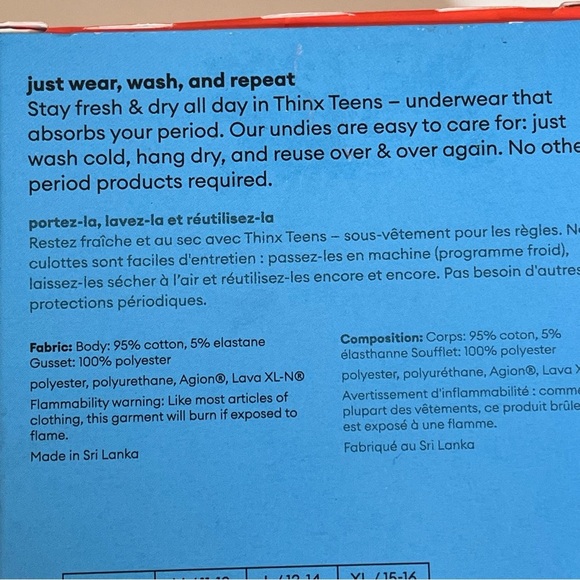 just wear, wash, and repeat
Stay fresh & dry all day in Thinx Teens – underwear that
absorbs your period. Our undies are easy to care for: just
wash cold, hang dry, and reuse over & over again. No othe
period products required.
portez-la, lavez-la et réutilisez-la
Restez fraîche et au sec avec Thinx Teens – sous-vêtement pour les règles. N
culottes sont faciles d'entretien : passez-les en machine (programme froid),
laissez-les sécher à l'air et réutilisez-les encore et encore. Pas besoin d'autres
protections périodiques.
Fabric: Body: 95% cotton, 5% elastane
Gusset: 100% polyester
polyester, polyurethane, Agion®, Lava XL-N®
Flammability warning: Like most articles of
clothing, this garment will burn if exposed to
flame.
Made in Sri Lanka
Composition: Corps: 95% coton, 5%
élasthanne Soufflet: 100% polyester
polyester, polyuréthane, Agion®, Lava X
Avertissement d'inflammabilité : comme
plupart des vêtements, ce produit brûle
est exposé à une flamme.
Fabriqué au Sri Lanka
L / 12-14
XL / 15-16